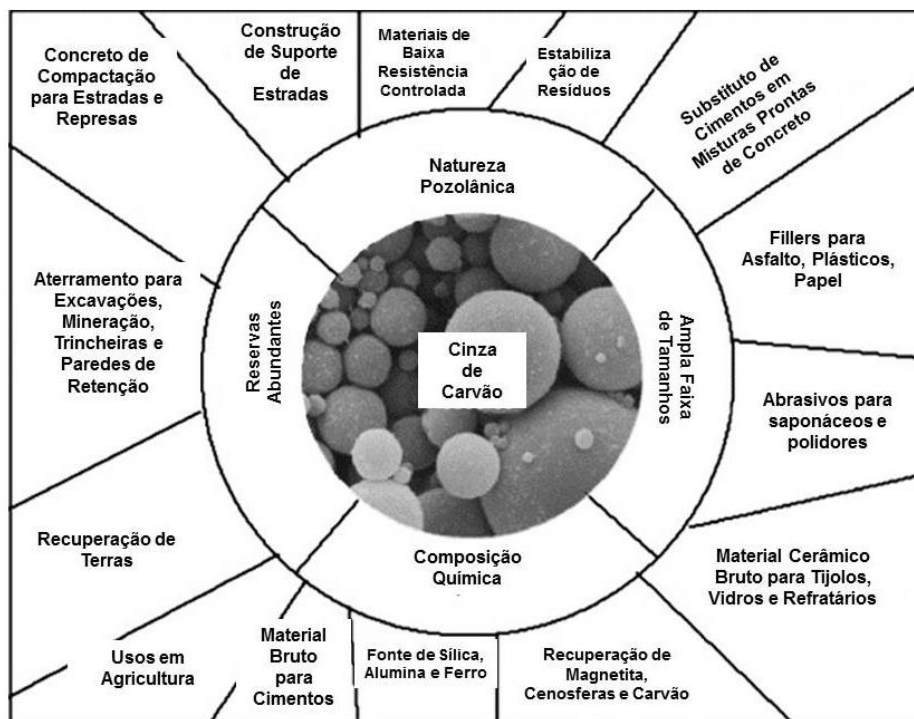 Concreto de
Compactação
para Estradas e
Represas
Construção
de Suporte
de
Estradas
Materiais de
Baixa
Resistência
Controlada
Estabiliza
ção de
Resíduos
Substituto de
Cimentos em
Misturas Prontas
de Concreto
Natureza
Pozolânica
Aterramento para
Excavações,
Mineração,
Trincheiras e
Paredes de
Retenção
Reservas
Abundantes
Cinza
de
Carvão
Ampla Faixa
de Tamanhos
Fillers para
Asfalto, Plásticos,
Papel
Abrasivos para
saponáceos e
polidores
Recuperação de
Terras
Composição
Química
Material Cerâmico
Bruto para Tijolos,
Vidros e Refratários
Usos em
Agricultura
Material
Bruto
para
Cimentos
Fonte de Sílica,
Alumina e Ferro
Recuperação de
Magnetita,
Cenosferas e Carvão